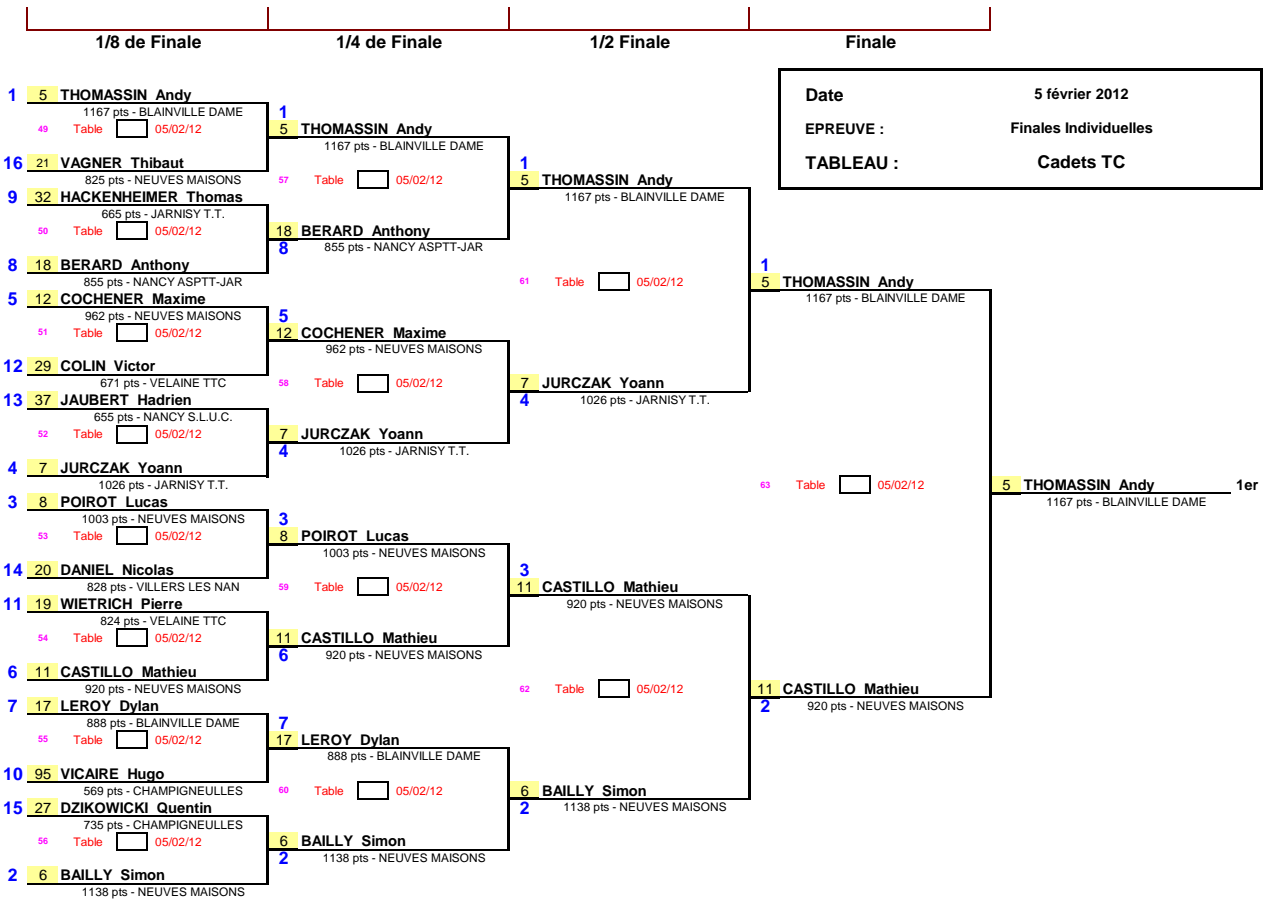 1/8 de Finale 1/4 de Finale 1/2 Finale Finale
Date 5 février 2012
EPREUVE : Finales Individuelles
TABLEAU : Cadets TC
1 5 THOMASSIN Andy
1167 pts - BLAINVILLE DAME
49 Table 05/02/12
16 21 VAGNER Thibaut
825 pts - NEUVES MAISONS
9 32 HACKENHEIMER Thomas
665 pts - JARNISY T.T.
50 Table 05/02/12
8 18 BERARD Anthony
855 pts - NANCY ASPTT-JAR
5 12 COCHENER Maxime
962 pts - NEUVES MAISONS
51 Table 05/02/12
12 29 COLIN Victor
671 pts - VELAINE TTC
13 37 JAUBERT Hadrien
655 pts - NANCY S.L.U.C.
52 Table 05/02/12
4 7 JURCZAK Yoann
1026 pts - JARNISY T.T.
3 8 POIROT Lucas
1003 pts - NEUVES MAISONS
53 Table 05/02/12
14 20 DANIEL Nicolas
828 pts - VILLERS LES NAN
11 19 WIETRICH Pierre
824 pts - VELAINE TTC
54 Table 05/02/12
6 11 CASTILLO Mathieu
920 pts - NEUVES MAISONS
7 17 LEROY Dylan
888 pts - BLAINVILLE DAME
55 Table 05/02/12
10 95 VICAIRE Hugo
569 pts - CHAMPIGNEULLES
15 27 DZIKOWICKI Quentin
735 pts - CHAMPIGNEULLES
56 Table 05/02/12
2 6 BAILLY Simon
1138 pts - NEUVES MAISONS
1
5 THOMASSIN Andy
1167 pts - BLAINVILLE DAME
57 Table 05/02/12
18 BERARD Anthony
8 855 pts - NANCY ASPTT-JAR
5
12 COCHENER Maxime
962 pts - NEUVES MAISONS
58 Table 05/02/12
7 JURCZAK Yoann
4 1026 pts - JARNISY T.T.
3
8 POIROT Lucas
1003 pts - NEUVES MAISONS
59 Table 05/02/12
11 CASTILLO Mathieu
6 920 pts - NEUVES MAISONS
7
17 LEROY Dylan
888 pts - BLAINVILLE DAME
60 Table 05/02/12
6 BAILLY Simon
2 1138 pts - NEUVES MAISONS
1
5 THOMASSIN Andy
1167 pts - BLAINVILLE DAME
61 Table 05/02/12
7 JURCZAK Yoann
4 1026 pts - JARNISY T.T.
3
11 CASTILLO Mathieu
920 pts - NEUVES MAISONS
62 Table 05/02/12
6 BAILLY Simon
2 1138 pts - NEUVES MAISONS
1
5 THOMASSIN Andy
1167 pts - BLAINVILLE DAME
63 Table 05/02/12
11 CASTILLO Mathieu
2 920 pts - NEUVES MAISONS
5 THOMASSIN Andy 1er
1167 pts - BLAINVILLE DAME